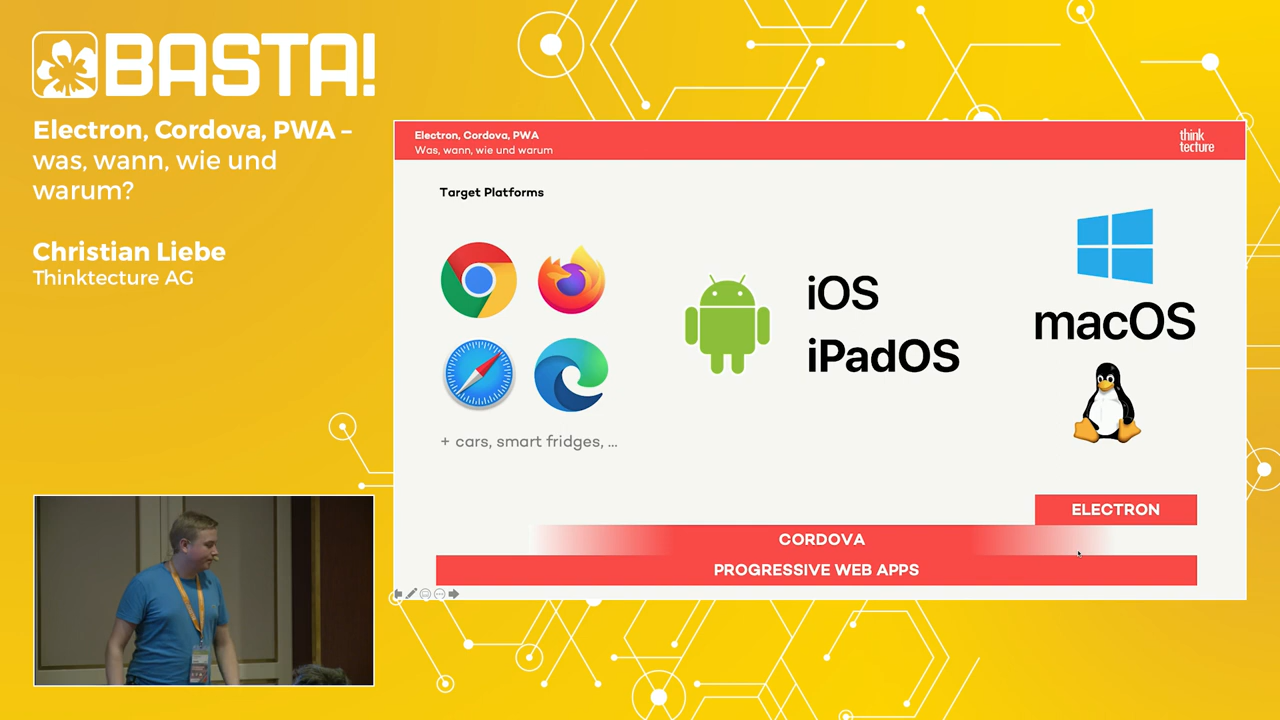 BASTA!
Electron, Cordova, PWA –
was, wann, wie und
warum?
Christian Liebe
Thinktecture AG
Electron, Cordova, PWA
Was, wann, wie und warum
think
tecture
Target Platforms
iOS
iPadOS
macOS
+ cars, smart fridges, ...
ELECTRON
CORDOVA
PROGRESSIVE WEB APPS